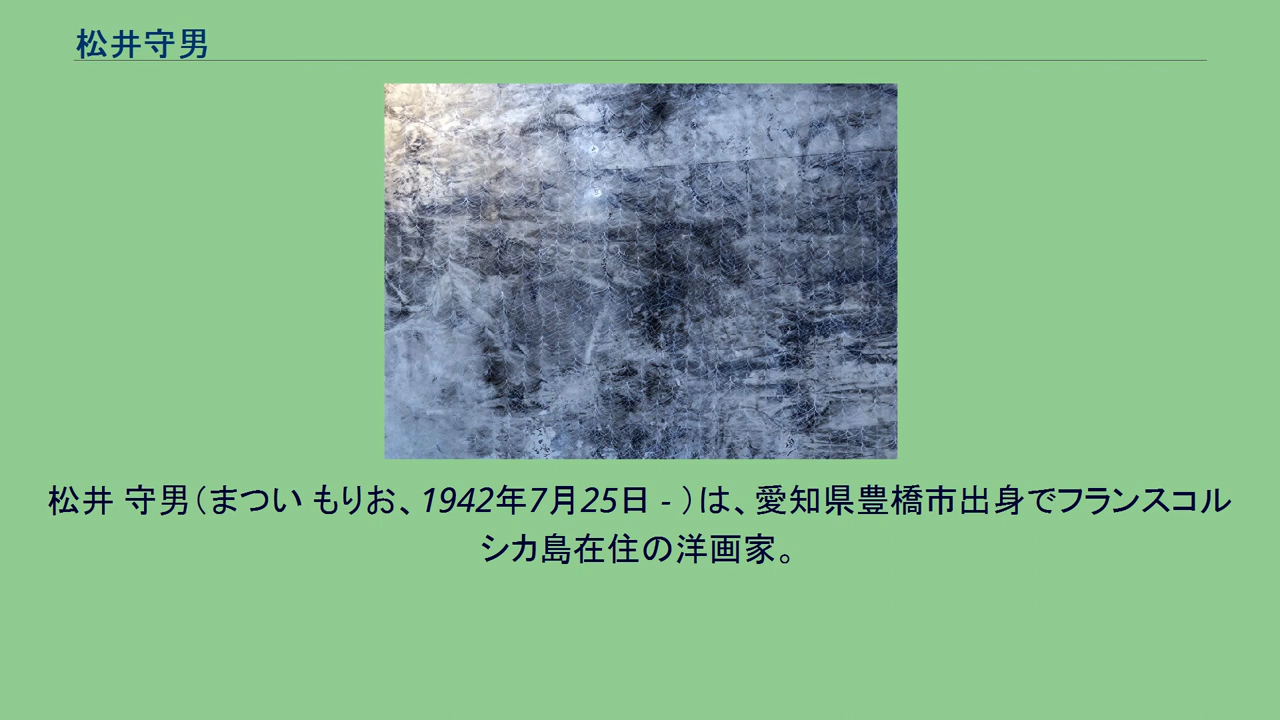 松井守男
松井 守男（まつい もりお、1942年7月25日 - ）は、愛知県豊橋市出身でフランスコル
シカ島在住の洋画家。